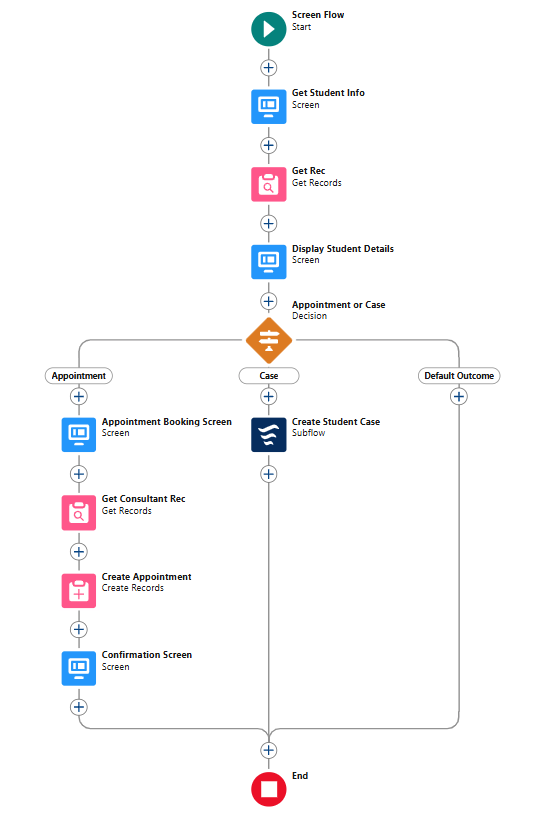 Screen Flow
Start
Get Student Info
Screen
Get Rec
Get Records
Display Student Details
Screen
Appointment or Case
Decision
Appointment
Case
Default Outcome
Appointment Booking Screen
Screen
Create Student Case
Subflow
Get Consultant Rec
Get Records
Create Appointment
Create Records
Confirmation Screen
Screen
End